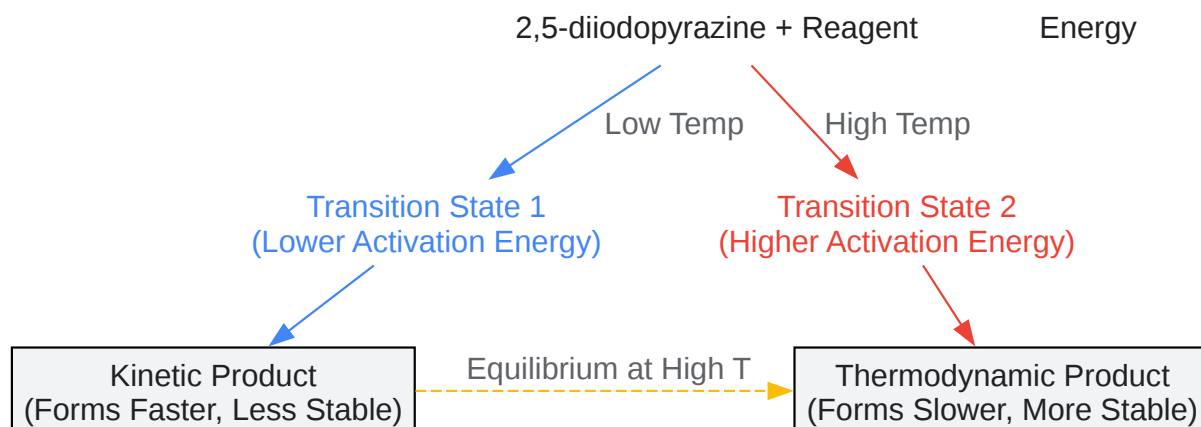 2,5-diiodopyrazine + Reagent
Energy
Low Temp
High Temp
Transition State 1
(Lower Activation Energy)
Transition State 2
(Higher Activation Energy)
Kinetic Product
(Forms Faster, Less Stable)
Equilibrium at High T
Thermodynamic Product
(Forms Slower, More Stable)